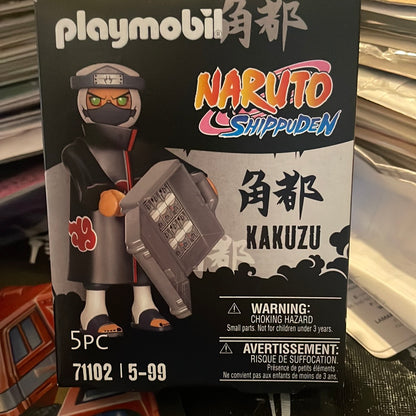 playmobil® 角都
NARUTO
SHIPPUDEN
角都
KAKUZU
5PC
71102 | 5-99
WARNING:
CHOKING HAZARD
Small parts. Not for children under 3 years.
AVERTISSEMENT:
RISQUE DE SUFFOCATION.
Présence de petits éléments.
Ne convient pas aux enfants de moins de 3 ans.